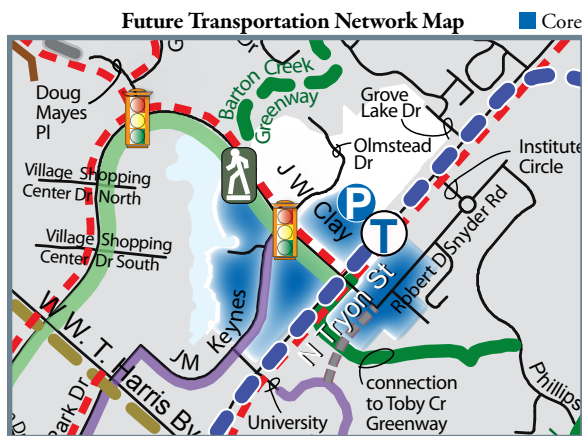 Future Transportation Network Map
Core
Doug
Mayes
Pl
Barton Creek
Greenway
Dr
Grove
Lake Dr
Olmstead
Dr
Institute
Circle
Village Shopping
Center Dr North
J W Clay
P
T
Village Shopping
Center Dr South
Robert D Snyder Rd
N Tryon St
Keynes
JM
W. W. T. Harris Bv
Park Dr
University
connection
to Toby Cr
Greenway
Phillips